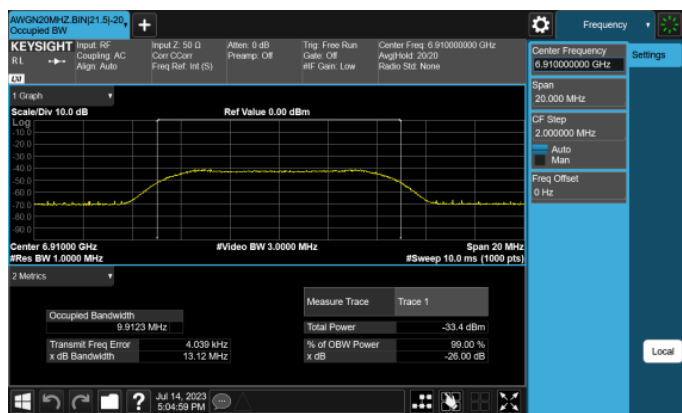 AWGN20MHZ.BIN|21.5|-20,
Occupied BW
Frequency
KEYSIGHT
RL
LXI
Input: RF
Coupling: AC
Align: Auto
Input Z: 50 Ω
Corr CCorr
Freq Ref: Int (S)
Atten: 0 dB
Preamp: Off
Trig: Free Run
Gate: Off
#IF Gain: Low
Center Freq: 6.910000000 GHz
Avg|Hold: 20/20
Radio Std: None
Center Frequency
6.910000000 GHz
Settings
Span
20.000 MHz
CF Step
2.000000 MHz
Auto
Man
Freq Offset
0 Hz
Local
1 Graph
Scale/Div 10.0 dB
Ref Value 0.00 dBm
Log
-10.0
-20.0
-30.0
-40.0
-50.0
-60.0
-70.0
-80.0
-90.0
Center 6.91000 GHz
#Video BW 3.0000 MHz
Span 20 MHz
#Res BW 1.0000 MHz
#Sweep 10.0 ms (1000 pts)
2 Metrics
Measure Trace
Trace 1
Occupied Bandwidth
9.9123 MHz
Total Power
-33.4 dBm
Transmit Freq Error
4.039 kHz
% of OBW Power
99.00 %
x dB Bandwidth
13.12 MHz
x dB
-26.00 dB
?
Jul 14, 2023
5:04:59 PM